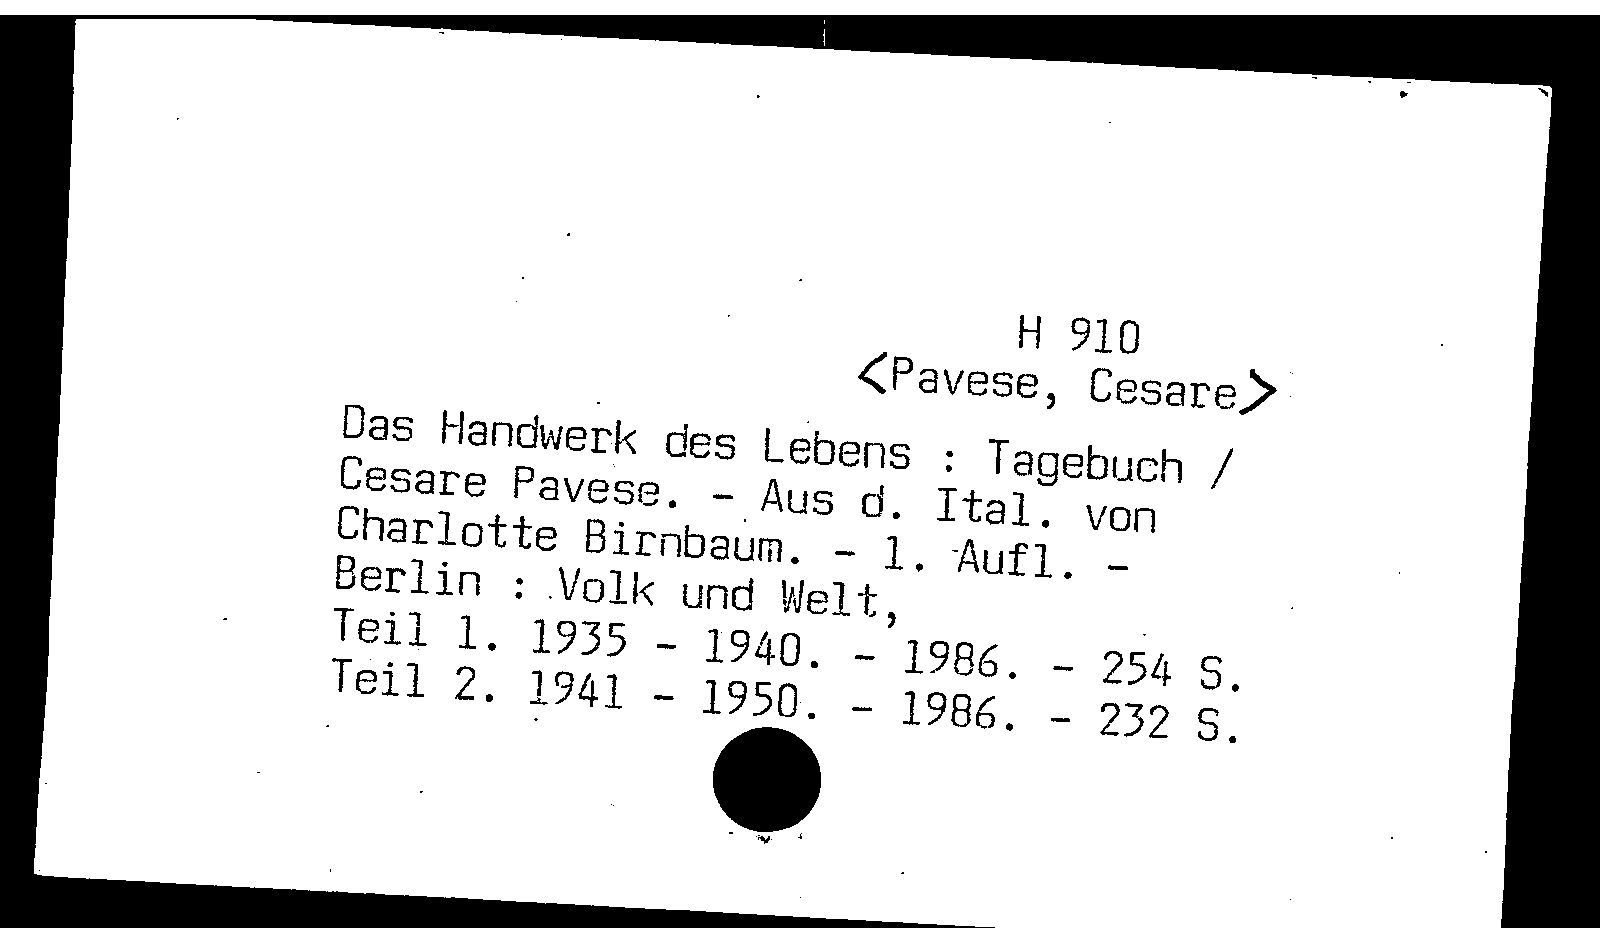 H 910
<Pavese, Cesare>
Das Handwerk des Lebens : Tagebuch /
Cesare Pavese. - Aus d. Ital. von
Charlotte Birnbaum. - 1. Aufl. -
Berlin : Volk und Welt,
Teil 1. 1935 - 1940. - 1986. - 254 S.
Teil 2. 1941 - 1950. - 1986. - 232 S.